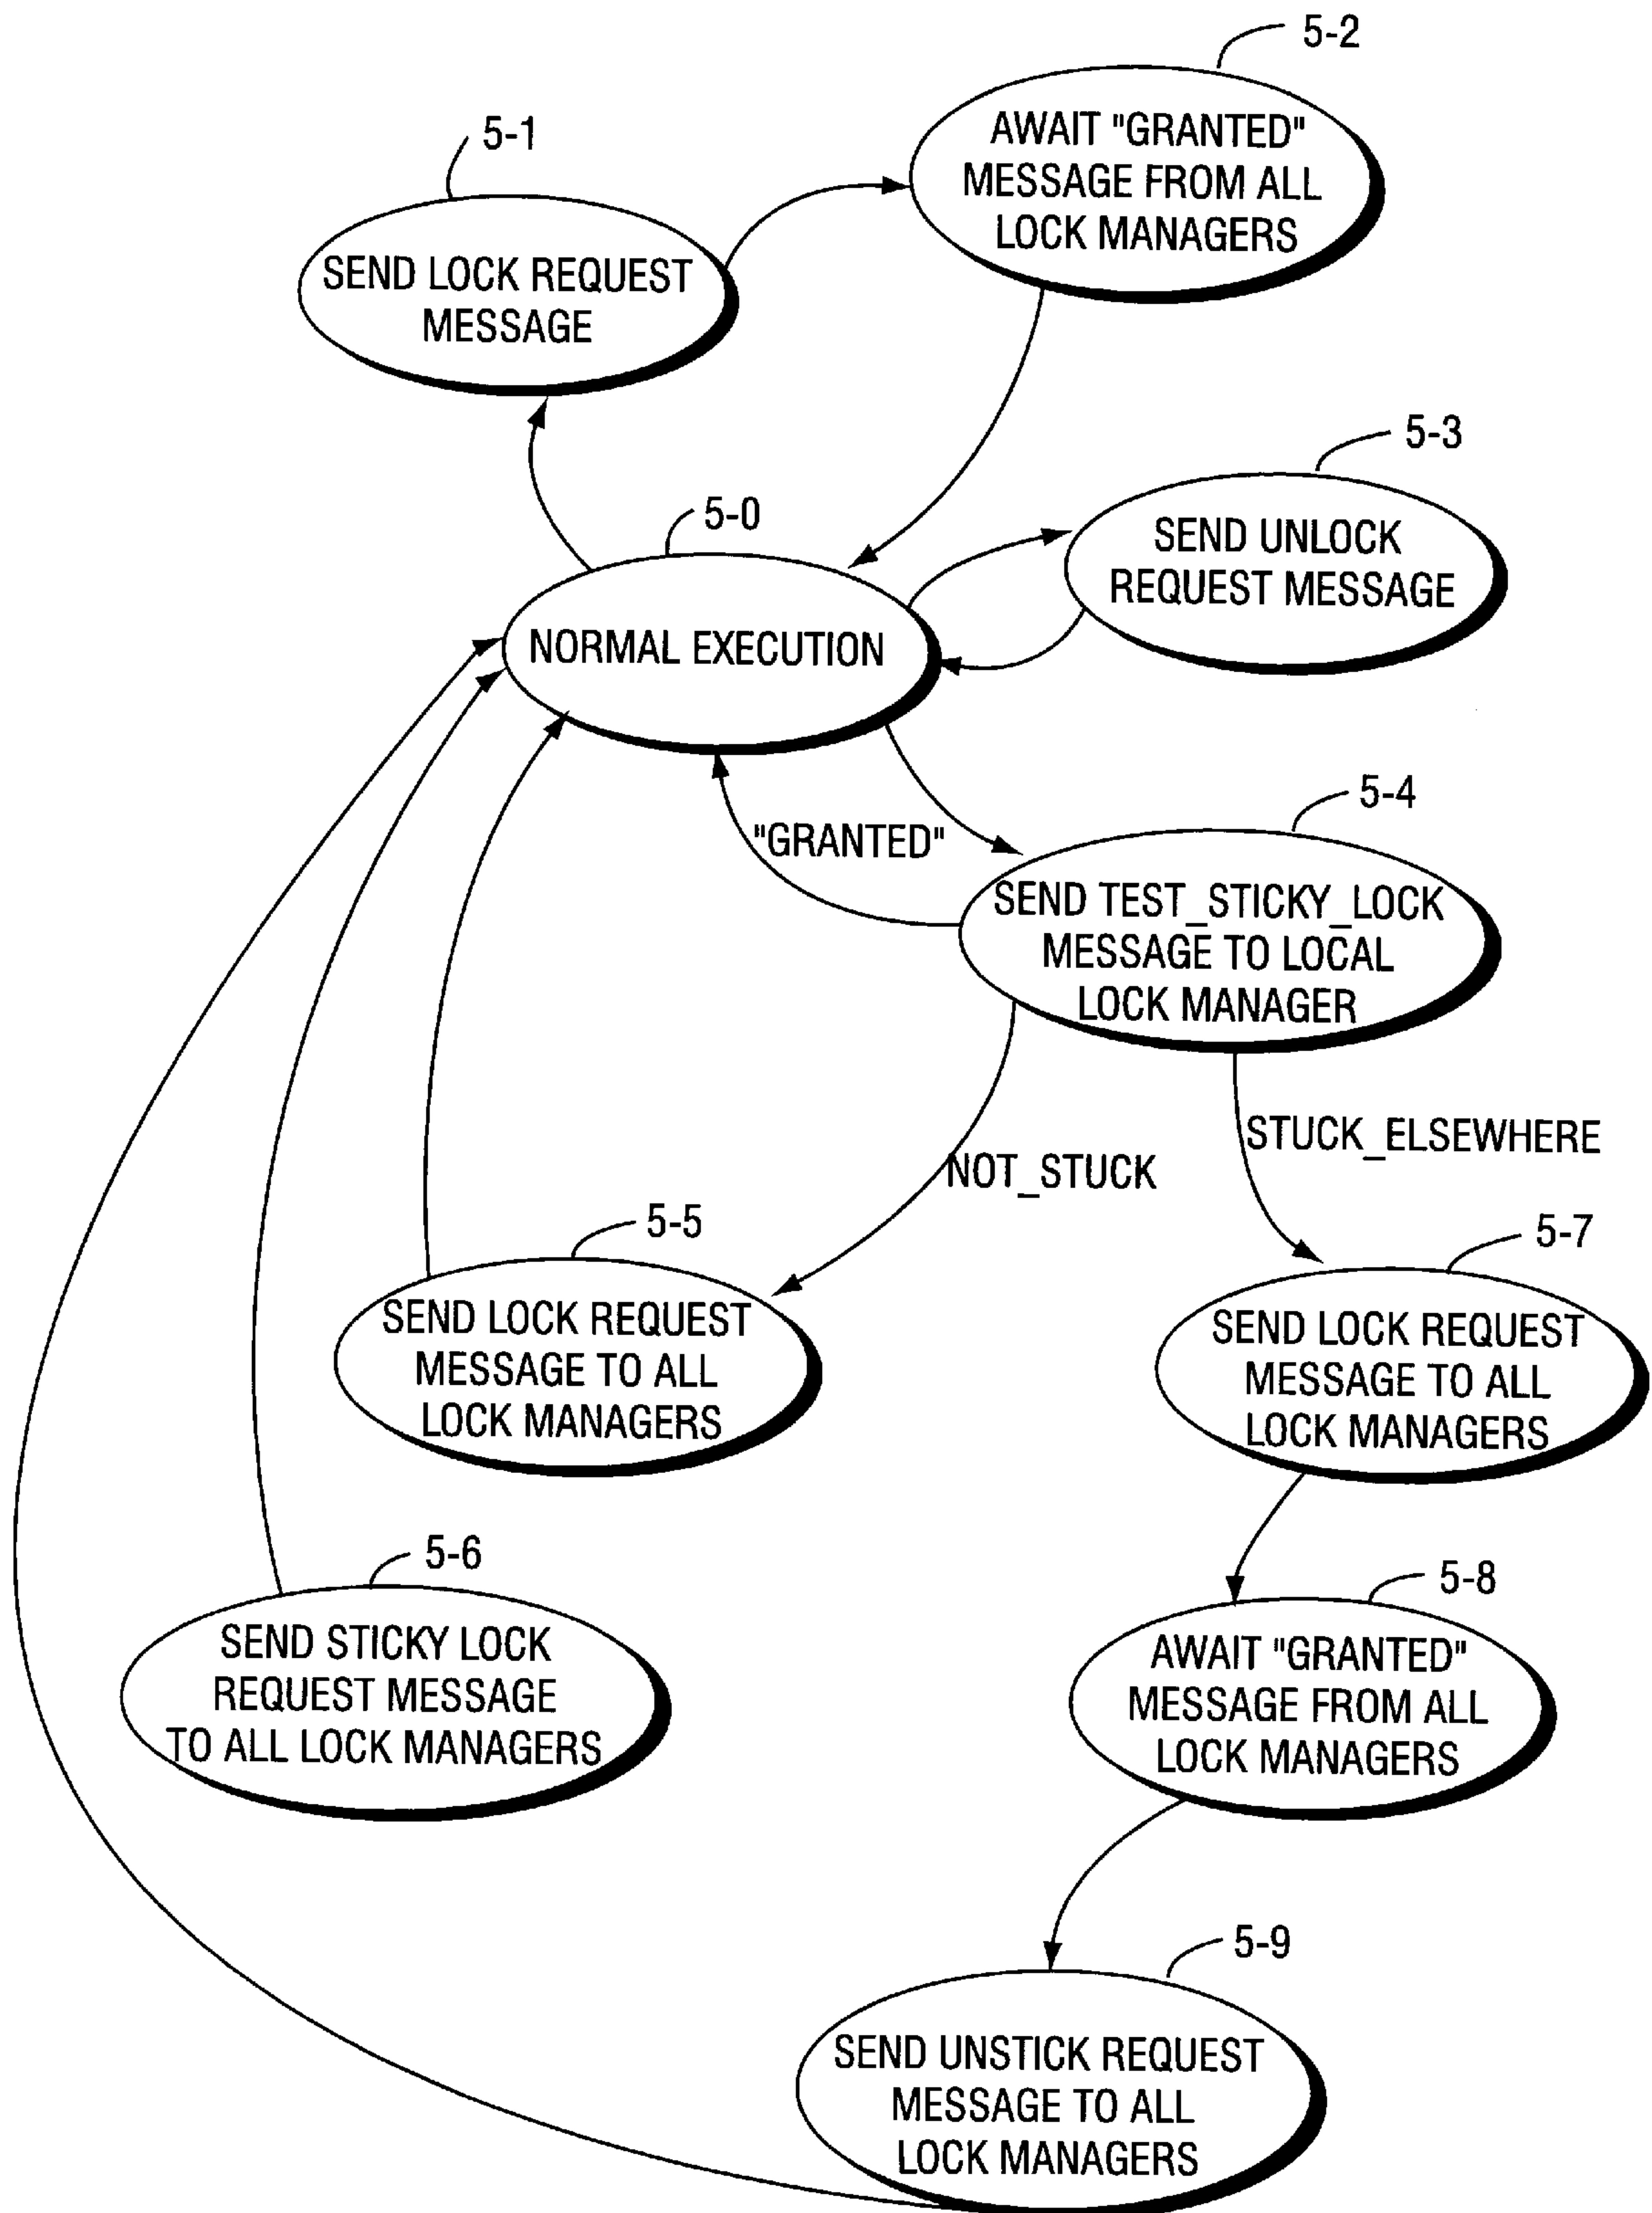 5-2
AWAIT "GRANTED"
MESSAGE FROM ALL
LOCK MANAGERS
5-1
SEND LOCK REQUEST
MESSAGE
5-3
SEND UNLOCK
REQUEST MESSAGE
5-0
NORMAL EXECUTION
5-4
"GRANTED"
SEND TEST_STICKY_LOCK
MESSAGE TO LOCAL
LOCK MANAGER
STUCK_ELSEWHERE
NOT_STUCK
5-5
SEND LOCK REQUEST
MESSAGE TO ALL
LOCK MANAGERS
5-7
SEND LOCK REQUEST
MESSAGE TO ALL
LOCK MANAGERS
5-6
SEND STICKY LOCK
REQUEST MESSAGE
TO ALL LOCK MANAGERS
5-8
AWAIT "GRANTED"
MESSAGE FROM ALL
LOCK MANAGERS
5-9
SEND UNSTICK REQUEST
MESSAGE TO ALL
LOCK MANAGERS